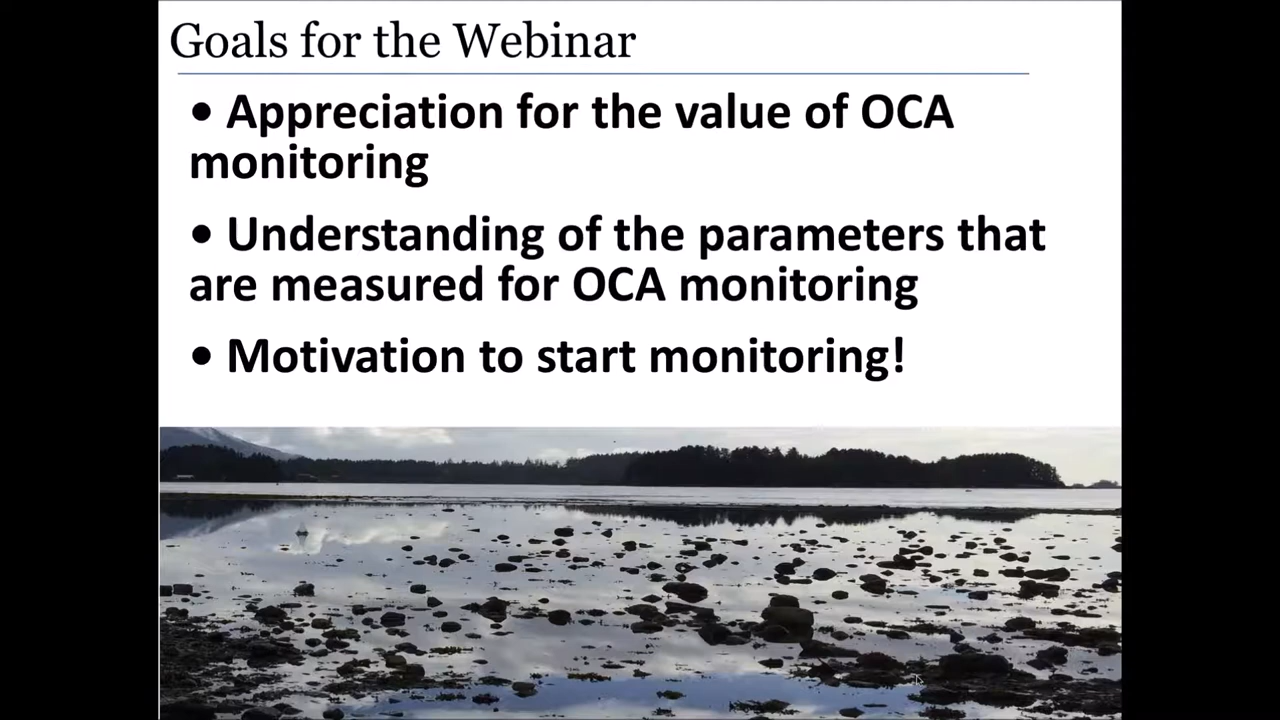 Goals for the Webinar
• Appreciation for the value of OCA
monitoring
• Understanding of the parameters that
are measured for OCA monitoring
• Motivation to start monitoring!